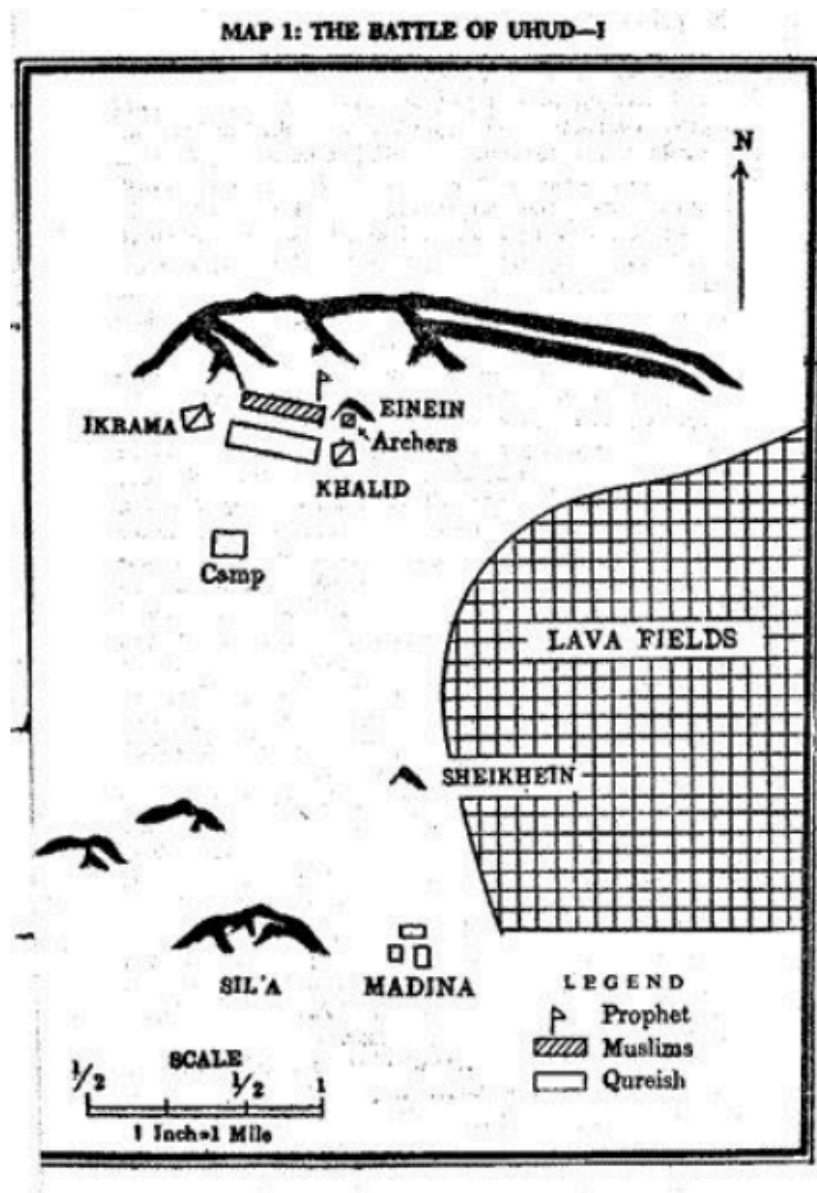 MAP 1: THE BATTLE OF UHUD—I
N
EINEIN
IKRAMA
Archers
KHALID
Camp
LAVA FIELDS
SHEIKHEIN
SIL'A
MADINA
LEGEND
Prophet
Muslims
Qureish
SCALE
1/2 1/2 1
1 Inch=1 Mile